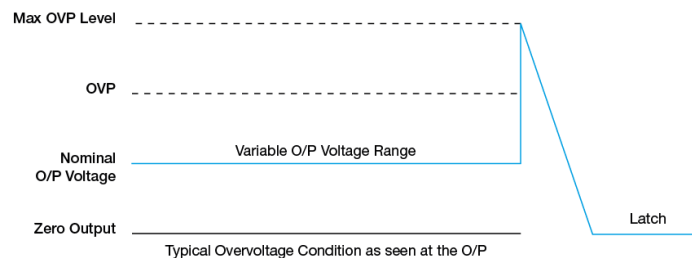 Max OVP Level
OVP
Variable O/P Voltage Range
Nominal
O/P Voltage
Latch
Zero Output
Typical Overvoltage Condition as seen at the O/P